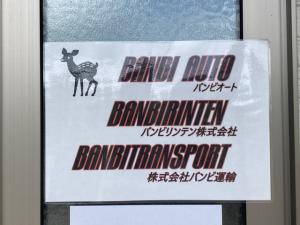 BANBI AUTO
バンビオート
BANDIRINTEN
バンビリンテン株式会社
BANBITRANSPORT
株式会社バンビ運輸